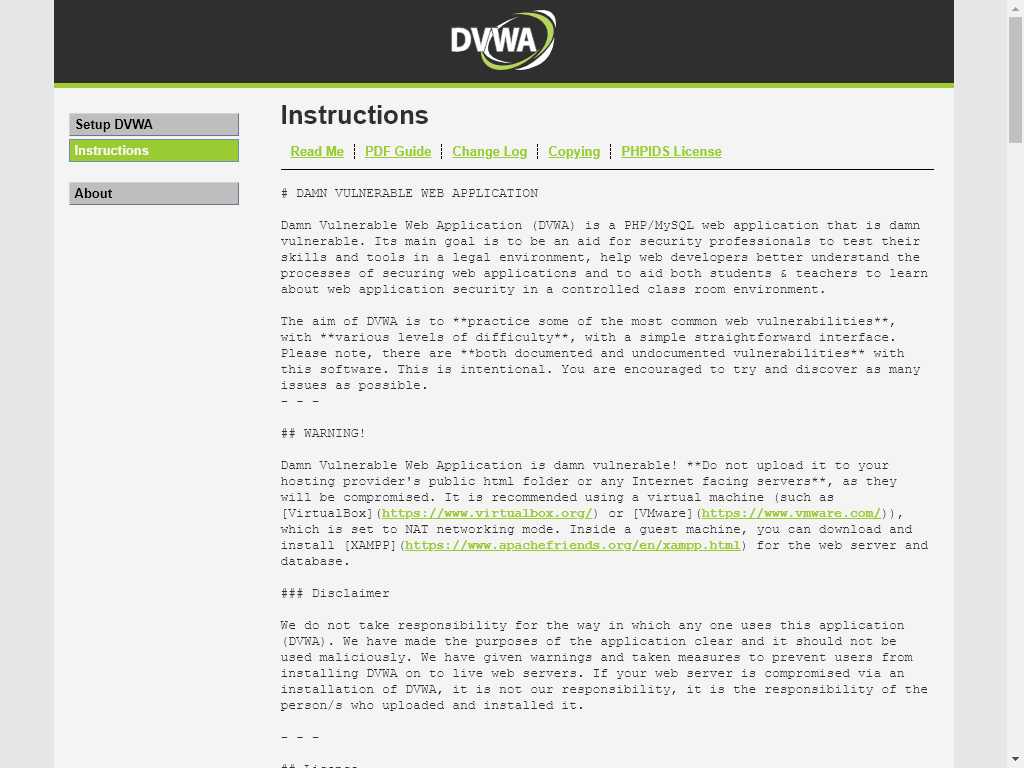 DVWA
Setup DVWA
Instructions
About
Instructions
Read Me
PDF Guide
Change Log
Copying
PHPIDS License
# DAMN VULNERABLE WEB APPLICATION
Damn Vulnerable Web Application (DVWA) is a PHP/MySQL web application that is damn
vulnerable. Its main goal is to be an aid for security professionals to test their
skills and tools in a legal environment, help web developers better understand the
processes of securing web applications and to aid both students & teachers to learn
about web application security in a controlled class room environment.
The aim of DVWA is to **practice some of the most common web vulnerabilities**,
with **various levels of difficulty**, with a simple straightforward interface.
Please note, there are **both documented and undocumented vulnerabilities** with
this software. This is intentional. You are encouraged to try and discover as many
issues as possible.
- - -
## WARNING!
Damn Vulnerable Web Application is damn vulnerable! **Do not upload it to your
hosting provider's public html folder or any Internet facing servers**, as they
will be compromised. It is recommended using a virtual machine (such as
[VirtualBox](https://www.virtualbox.org/) or [VMware](https://www.vmware.com/)),
which is set to NAT networking mode. Inside a guest machine, you can download and
install [XAMPP](https://www.apachefriends.org/en/xampp.html) for the web server and
database.
### Disclaimer
We do not take responsibility for the way in which any one uses this application
(DVWA). We have made the purposes of the application clear and it should not be
used maliciously. We have given warnings and taken measures to prevent users from
installing DVWA on to live web servers. If your web server is compromised via an
installation of DVWA, it is not our responsibility, it is the responsibility of the
person/s who uploaded and installed it.
- - -
## License